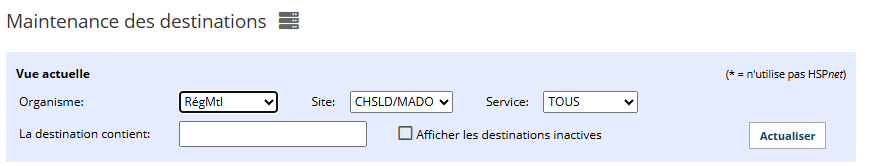 Maintenance des destinations
Vue actuelle (* = n'utilise pas HSPnet)
Organisme: RégMtl Site: CHSLD/MADO Service: TOUS
La destination contient: Afficher les destinations inactives Actualiser